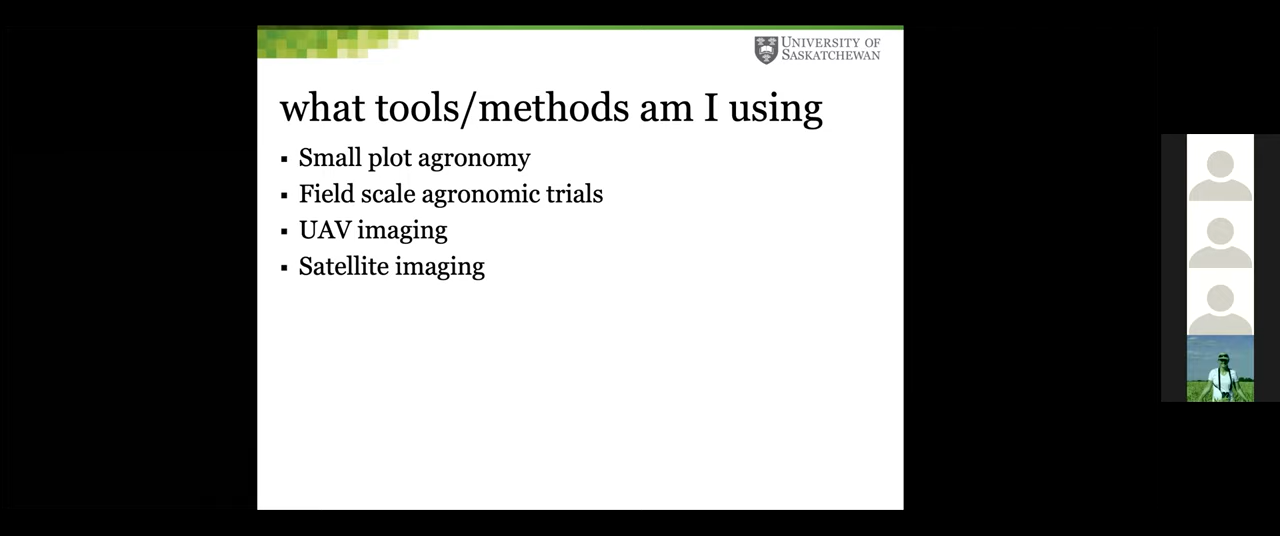 UNIVERSITY OF
SASKATCHEWAN
what tools/methods am I using
▪ Small plot agronomy
▪ Field scale agronomic trials
▪ UAV imaging
▪ Satellite imaging